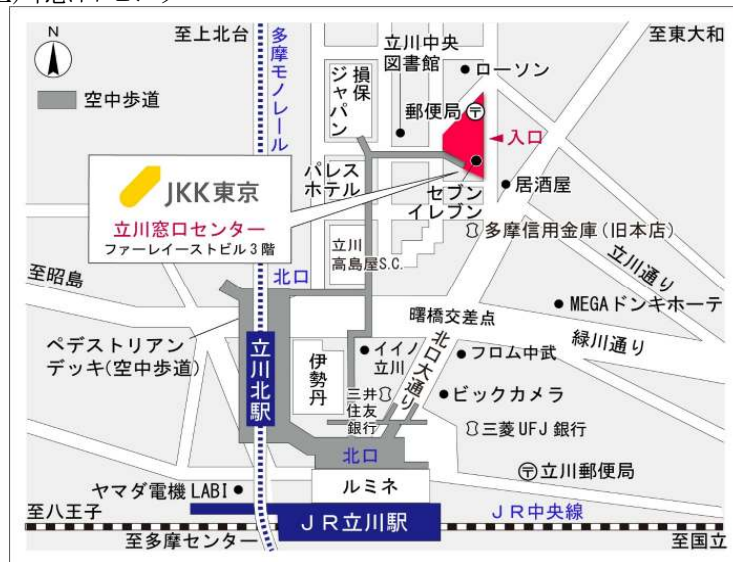 N
空中歩道
至上北台
多摩モノレール
損保
ジャパン
立川中央
図書館
ローソン
至東大和
郵便局 〒
入口
JKK東京
立川窓口センター
ファーレイーストビル3階
パレス
ホテル
セブン
イレブン
居酒屋
多摩信用金庫(旧本店)
立川
高島屋S.C.
立川通り
至昭島
北口
MEGAドンキホーテ
曙橋交差点
緑川通り
ペデストリアン
デッキ(空中歩道)
立川北駅
伊勢丹
イイノ
立川
北口大通り
フロム中武
三井
住友
銀行
ビックカメラ
三菱UFJ銀行
北口
〒立川郵便局
ヤマダ電機LABI
ルミネ
至八王子
JR立川駅
JR中央線
至多摩センター
至国立